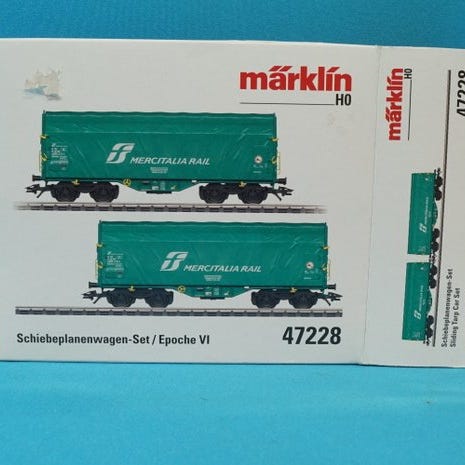 märklin
H0
MERCITALIA RAIL
MERCITALIA RAIL
Schiebeplanenwagen-Set / Epoche VI
47228
märklin
H0
47228
Schiebeplanenwagen-Set
Sliding Tarp Car Set